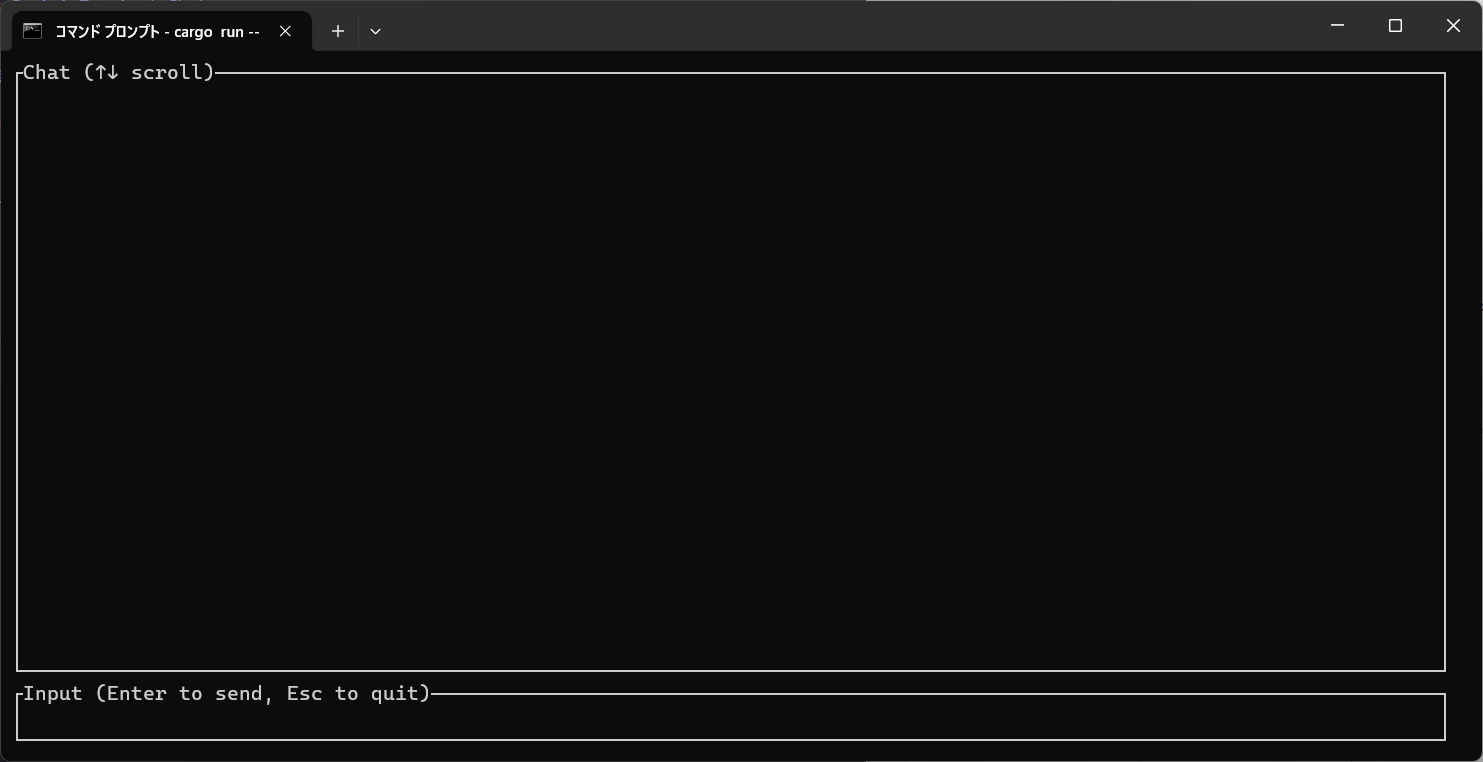 コマンド プロンプト - cargo  run --
Chat (↑↓ scroll)
Input (Enter to send, Esc to quit)